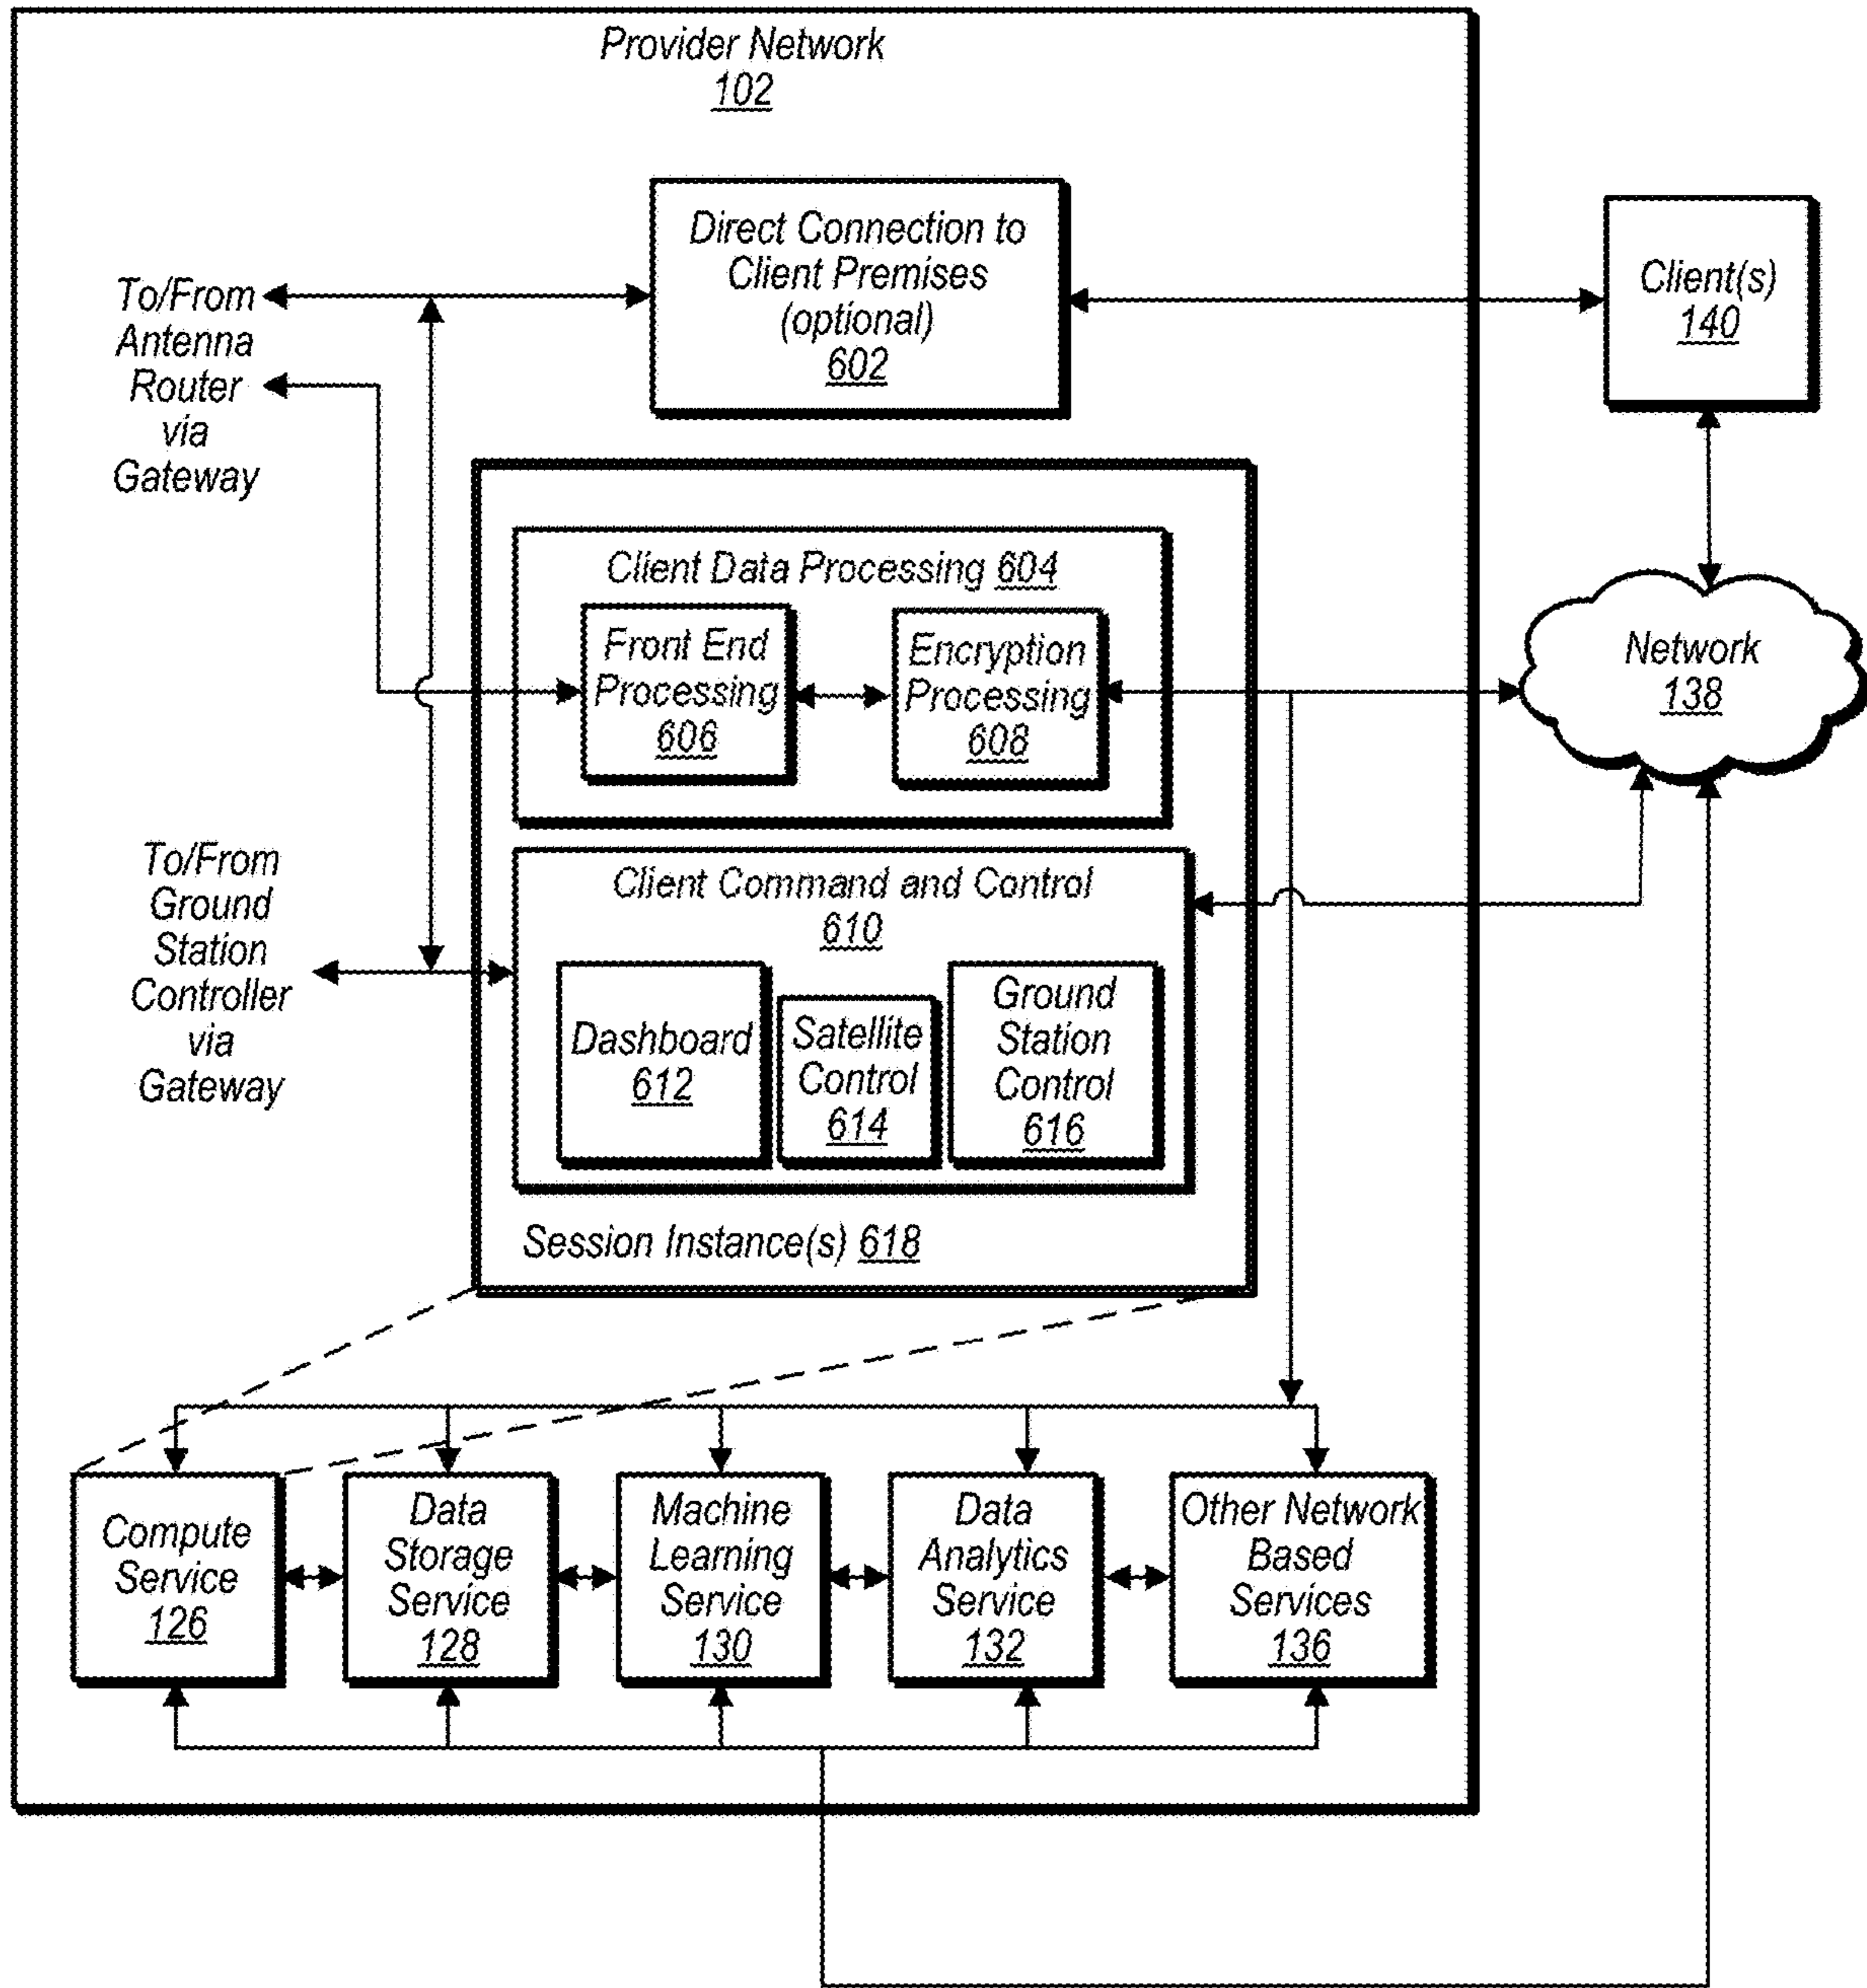 Provider Network
102
Direct Connection to
Client Premises
(optional)
602
Client(s)
140
To/From
Antenna
Router
via
Gateway
Client Data Processing 604
Front End
Processing
606
Encryption
Processing
608
Network
138
To/From
Ground
Station
Controller
via
Gateway
Client Command and Control
610
Dashboard
612
Satellite
Control
614
Ground
Station
Control
616
Session Instance(s) 618
Compute
Service
126
Data
Storage
Service
128
Machine
Learning
Service
130
Data
Analytics
Service
132
Other Network
Based
Services
136